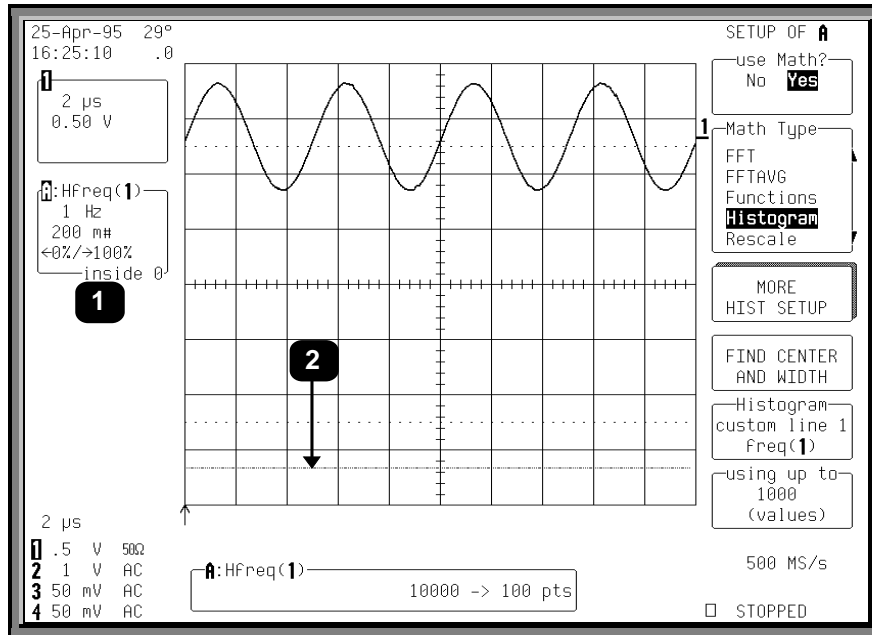 25-Apr-95 29°
16:25:10 .0
1
2 µs
0.50 V
A:Hfreq(1)
1 Hz
200 m#
←0%/→100%
inside 0
1
2
1
2 µs
1 .5 V 50Ω
2 1 V AC
3 50 mV AC
4 50 mV AC
A:Hfreq(1)
10000 -> 100 pts
SETUP OF A
use Math?
No Yes
Math Type
FFT
FFTAVG
Functions
Histogram
Rescale
MORE
HIST SETUP
FIND CENTER
AND WIDTH
Histogram
custom line 1
freq(1)
using up to
1000
(values)
500 MS/s
STOPPED